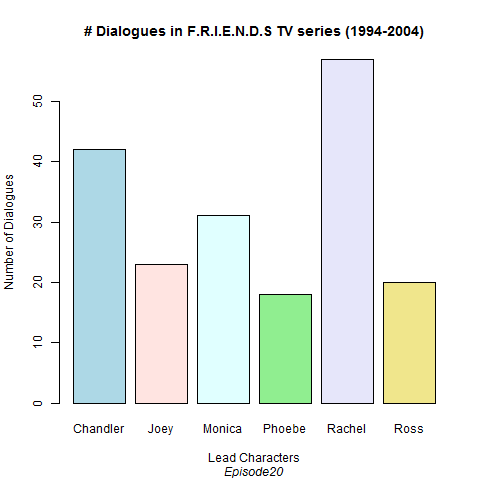 # Dialogues in F.R.I.E.N.D.S TV series (1994-2004)
Number of Dialogues
50
40
30
20
10
0
Chandler Joey Monica Phoebe Rachel Ross
Lead Characters
Episode20